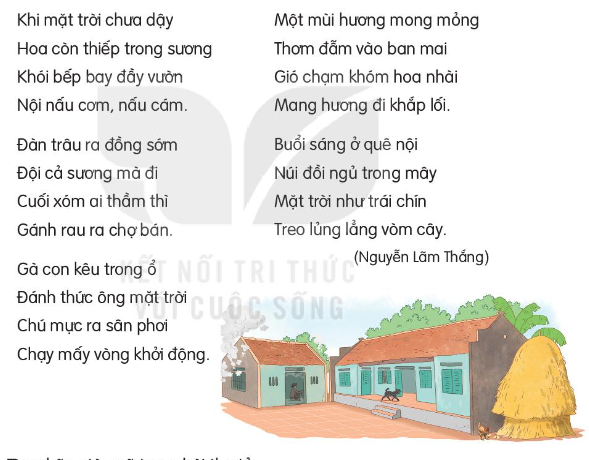 Khi mặt trời chưa dậy
Hoa còn thiếp trong sương
Khói bếp bay đầy vườn
Nội nấu cơm, nấu cám.
Đàn trâu ra đồng sớm
Đội cả sương mà đi
Cuối xóm ai thầm thì
Gánh rau ra chợ bán.
Gà con kêu trong ổ
Đánh thức ông mặt trời
Chú mực ra sân phơi
Chạy mấy vòng khởi động.
Một mùi hương mong mỏng
Thơm đẫm vào ban mai
Gió chạm khóm hoa nhài
Mang hương đi khắp lối.
Buổi sáng ở quê nội
Núi đồi ngủ trong mây
Mặt trời như trái chín
Treo lủng lẳng vòm cây.
(Nguyễn Lãm Thắng)
KẾT NỐI TRI THỨC
VỚI CUỘC SỐNG